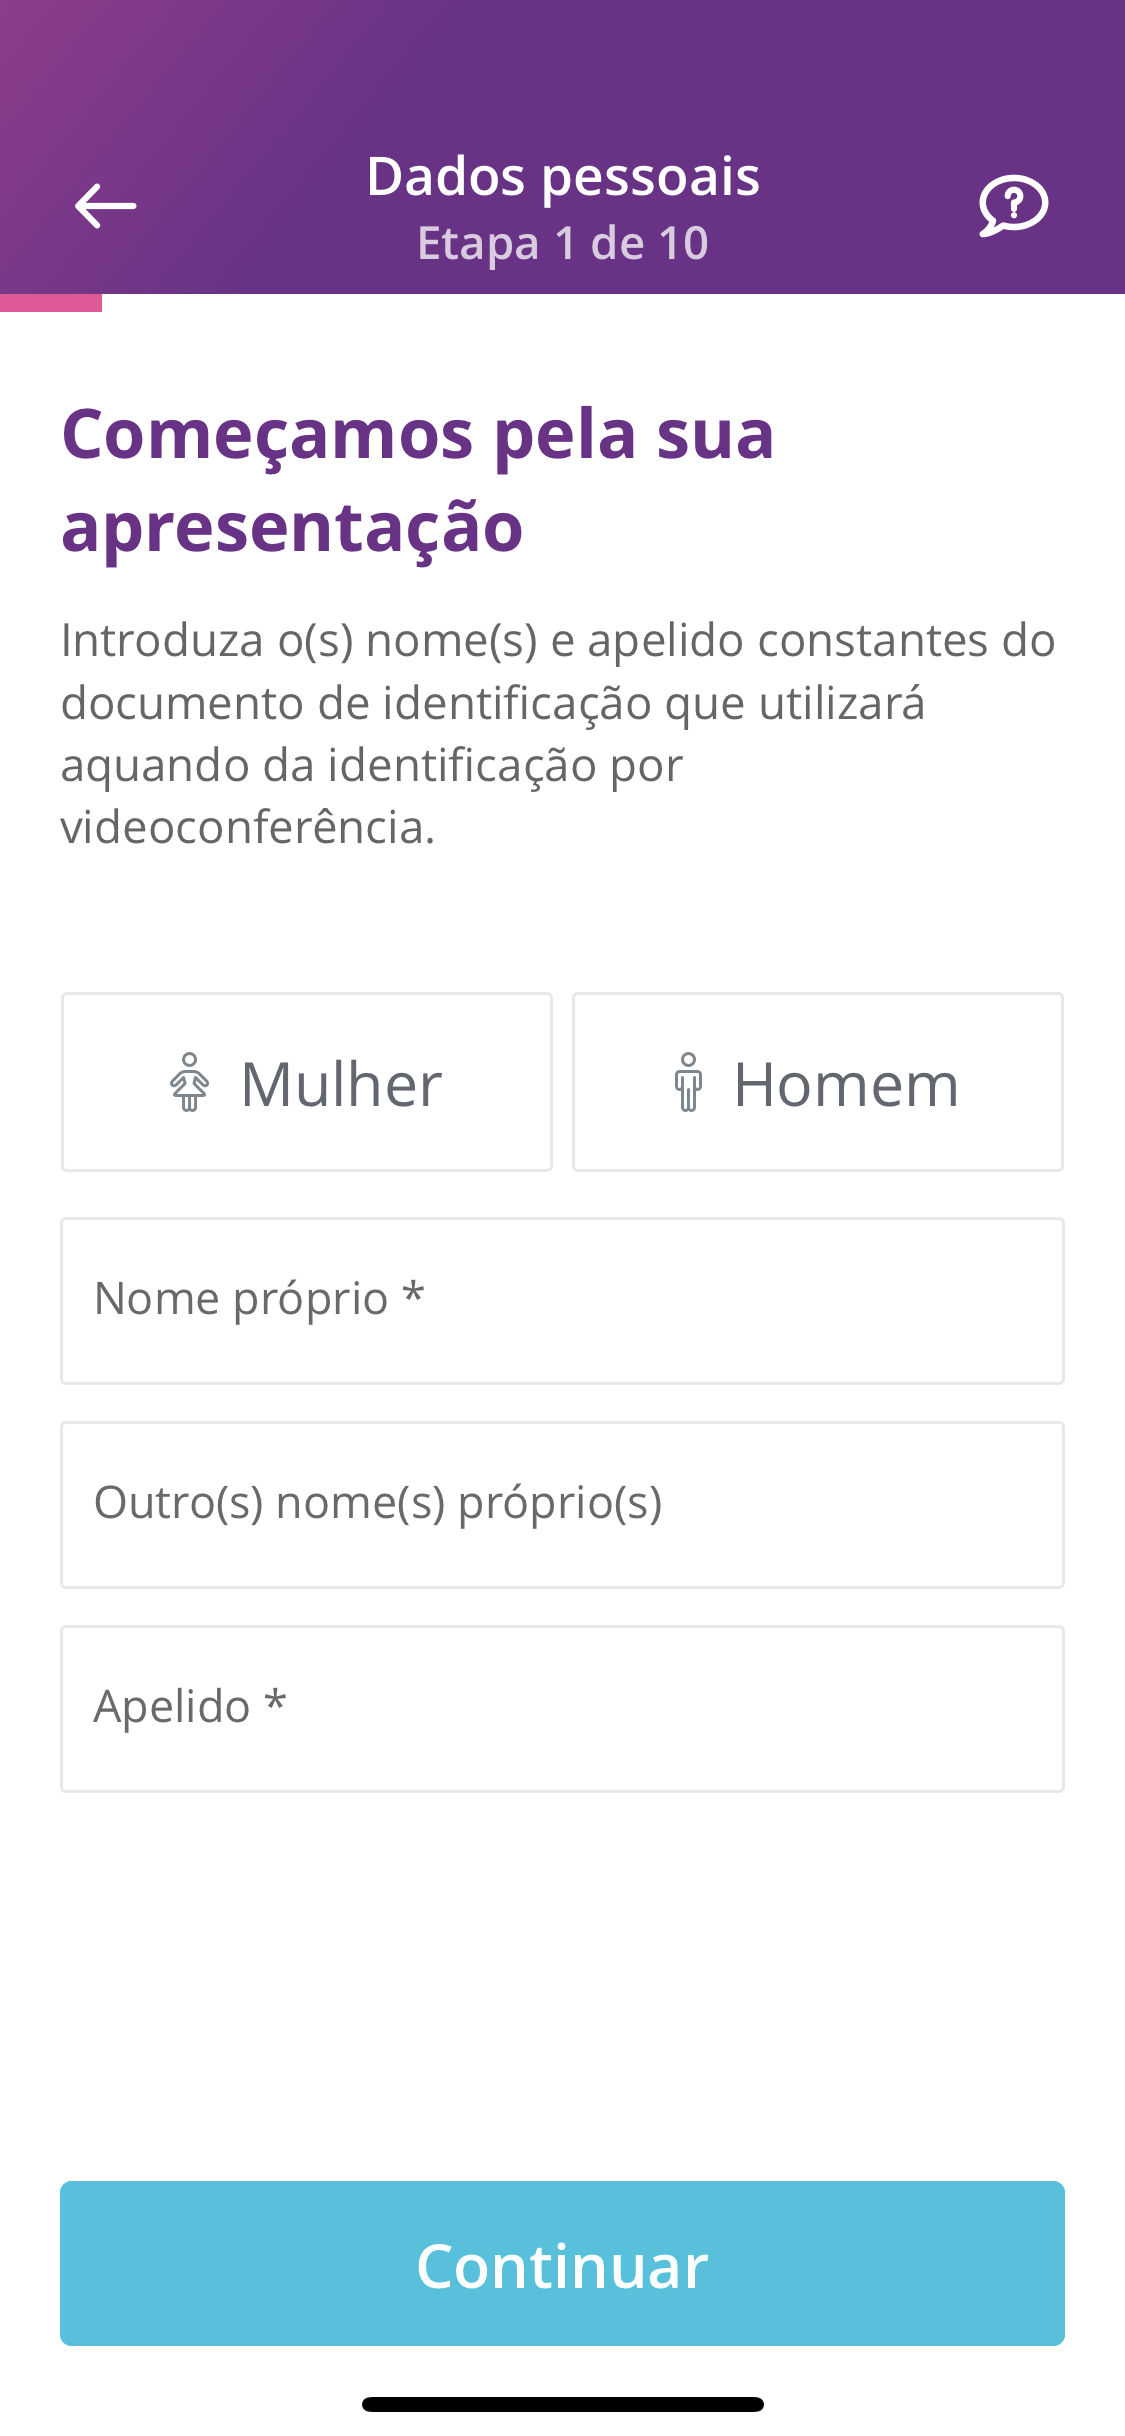 Dados pessoais
Etapa 1 de 10
Começamos pela sua
apresentação
Introduza o(s) nome(s) e apelido constantes do
documento de identificação que utilizará
aquando da identificação por
videoconferência.
Mulher
Homem
Nome próprio *
Outro(s) nome(s) próprio(s)
Apelido *
Continuar